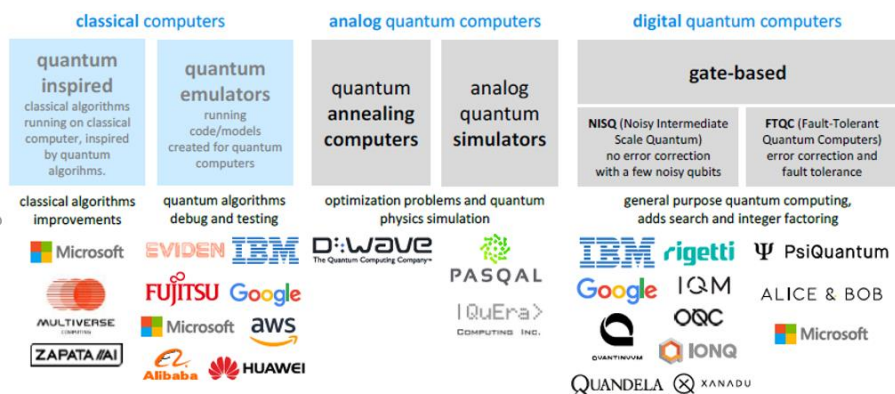 classical computers
analog quantum computers
digital quantum computers
quantum
inspired
classical algorithms
running on classical
computer, inspired
by quantum
algorihms.
quantum
emulators
running
code/models
created for quantum
computers
quantum
annealing
computers
analog
quantum
simulators
gate-based
NISQ (Noisy Intermediate
Scale Quantum)
no error correction
with a few noisy qubits
FTQC (Fault-Tolerant
Quantum Computers)
error correction and
fault tolerance
classical algorithms
improvements
quantum algorithms
debug and testing
optimization problems and quantum
physics simulation
general purpose quantum computing,
adds search and integer factoring
Microsoft
MULTIVERSE
COMPUTING
ZAPATA//AI
EVIDEN
IBM
FUJITSU
Google
Microsoft
aws
Alibaba
HUAWEI
D:wave
The Quantum Computing Company™
PASQAL
|QuEra>
COMPUTING INC.
IBM
rigetti
Google
IQM
QUANTINUUM
OQC
IONQ
QUANDELA
XANADU
Ψ PsiQuantum
ALICE & BOB
Microsoft